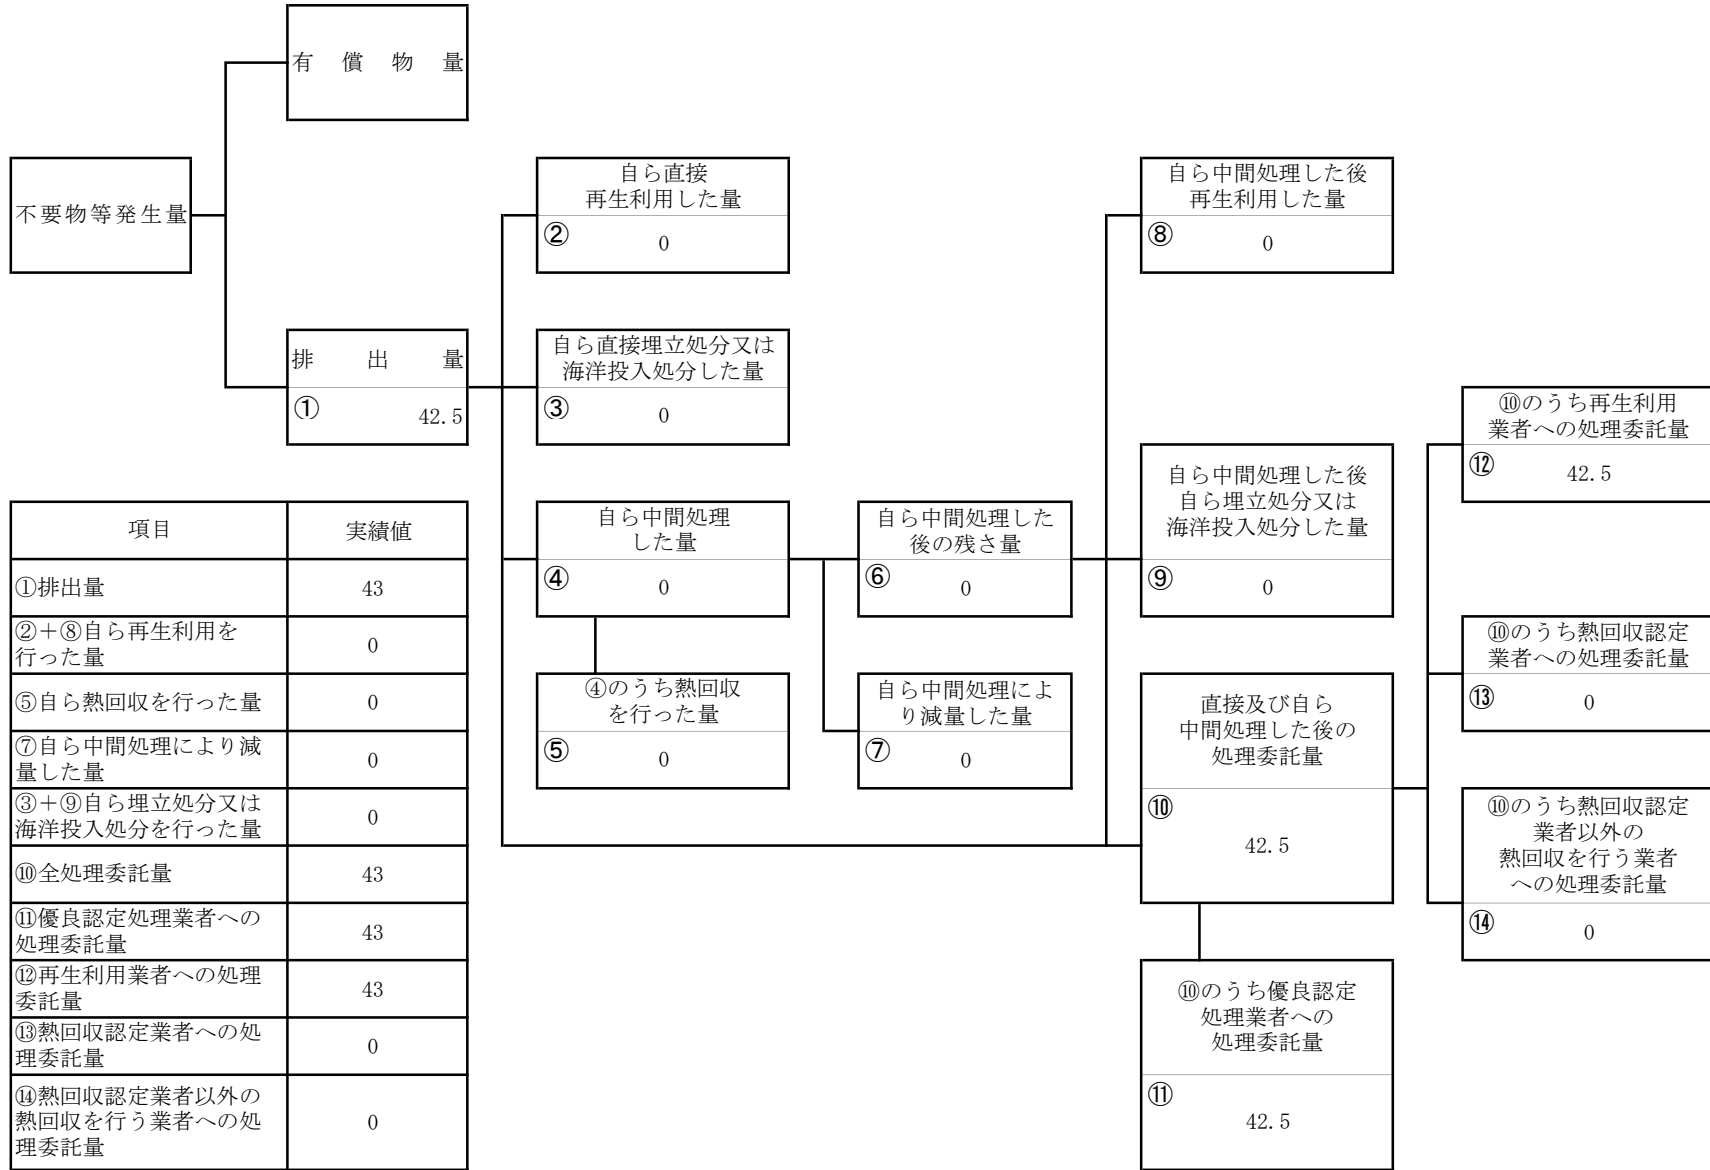 有償物量
不要物等発生量
排出量
①
42.5
自ら直接
再生利用した量
②
0
自ら直接埋立処分又は
海洋投入処分した量
③
0
自ら中間処理
した量
④
0
④のうち熱回収
を行った量
⑤
0
自ら中間処理した
後の残さ量
⑥
0
自ら中間処理によ
り減量した量
⑦
0
自ら中間処理した後
再生利用した量
⑧
0
自ら中間処理した後
自ら埋立処分又は
海洋投入処分した量
⑨
0
直接及び自ら
中間処理した後の
処理委託量
⑩
42.5
⑩のうち優良認定
処理業者への
処理委託量
⑪
42.5
⑩のうち再生利用
業者への処理委託量
⑫
42.5
⑩のうち熱回収認定
業者への処理委託量
⑬
0
⑩のうち熱回収認定
業者以外の
熱回収を行う業者
への処理委託量
⑭
0
項目 実績値
①排出量 43
②+⑧自ら再生利用を
行った量 0
⑤自ら熱回収を行った量 0
⑦自ら中間処理により減
量した量 0
③+⑨自ら埋立処分又は
海洋投入処分を行った量 0
⑩全処理委託量 43
⑪優良認定処理業者への
処理委託量 43
⑫再生利用業者への処理
委託量 43
⑬熱回収認定業者への処
理委託量 0
⑭熱回収認定業者以外の
熱回収を行う業者への処
理委託量 0